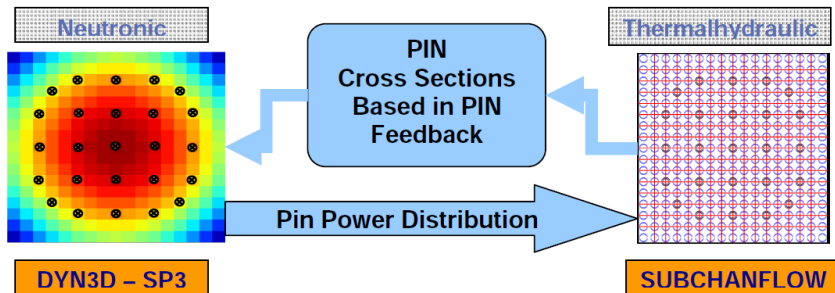 Neutronic
Thermalhydraulic
PIN
Cross Sections
Based in PIN
Feedback
Pin Power Distribution
DYN3D – SP3
SUBCHANFLOW